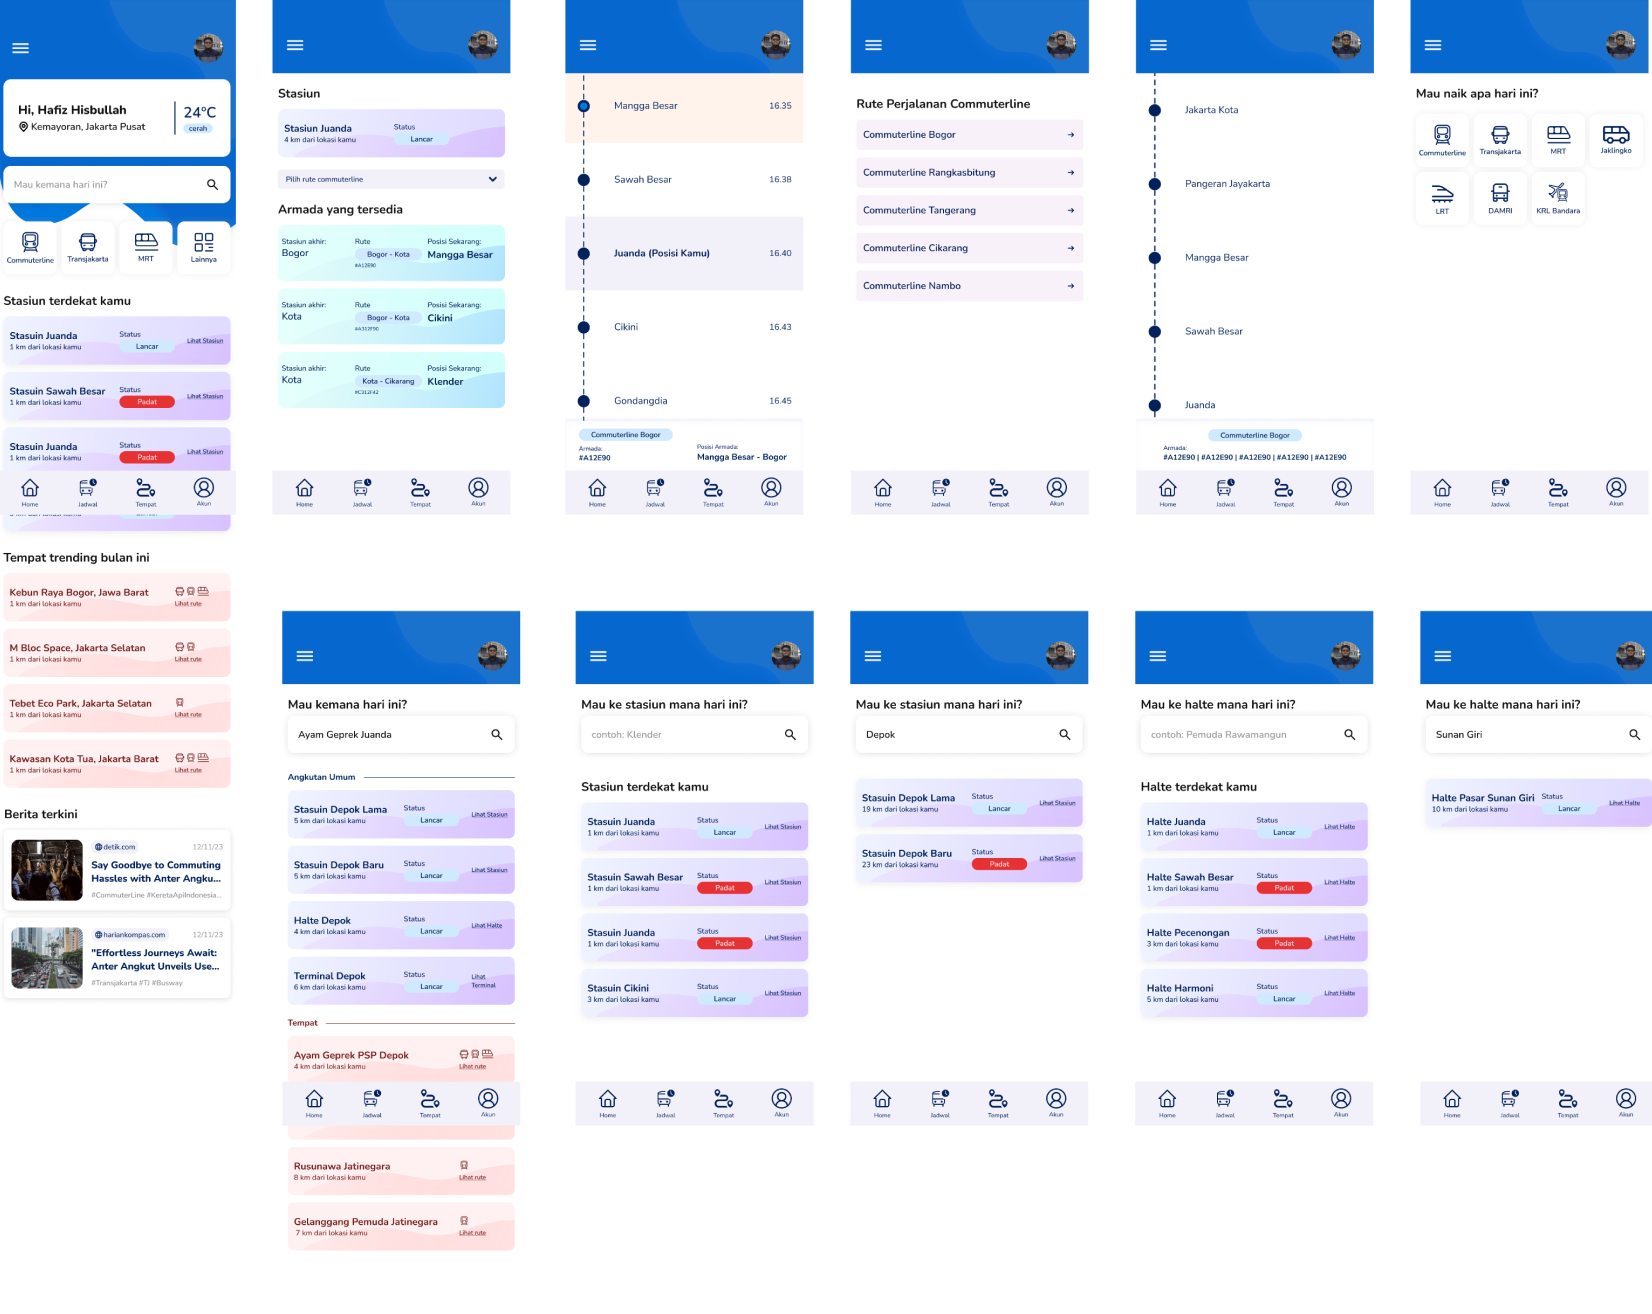 Hi, Hafiz Hisbullah
Kemayoran, Jakarta Pusat
24°C
cerah
Mau kemana hari ini?
Commuterline
Transjakarta
MRT
Lainnya
Stasiun terdekat kamu
Stasuin Juanda
1 km dari lokasi kamu
Status
Lancar
Lihat Stasiun
Stasuin Sawah Besar
1 km dari lokasi kamu
Status
Padat
Lihat Stasiun
Stasuin Juanda
1 km dari lokasi kamu
Status
Padat
Lihat Stasiun
Home
Jadwal
Tempat
Akun
Tempat trending bulan ini
Kebun Raya Bogor, Jawa Barat
1 km dari lokasi kamu
Lihat rute
M Bloc Space, Jakarta Selatan
1 km dari lokasi kamu
Lihat rute
Tebet Eco Park, Jakarta Selatan
1 km dari lokasi kamu
Lihat rute
Kawasan Kota Tua, Jakarta Barat
1 km dari lokasi kamu
Lihat rute
Berita terkini
detik.com
12/11/23
Say Goodbye to Commuting
Hassles with Anter Angku...
#CommuterLine #KeretaApiIndonesia...
hariankompas.com
12/11/23
"Effortless Journeys Await:
Anter Angkut Unveils Use...
#Transjakarta #TJ #Busway
Stasiun
Stasiun Juanda
4 km dari lokasi kamu
Status
Lancar
Pilih rute commuterline
Armada yang tersedia
Stasiun akhir:
Bogor
Rute
Bogor - Kota
#A12E90
Posisi Sekarang:
Mangga Besar
Stasiun akhir:
Kota
Rute
Bogor - Kota
#A312F90
Posisi Sekarang:
Cikini
Stasiun akhir:
Kota
Rute
Kota - Cikarang
#C312F42
Posisi Sekarang:
Klender
Home
Jadwal
Tempat
Akun
Mangga Besar
16.35
Sawah Besar
16.38
Juanda (Posisi Kamu)
16.40
Cikini
16.43
Gondangdia
16.45
Commuterline Bogor
Armada:
#A12E90
Posisi Armada:
Mangga Besar - Bogor
Home
Jadwal
Tempat
Akun
Rute Perjalanan Commuterline
Commuterline Bogor
Commuterline Rangkasbitung
Commuterline Tangerang
Commuterline Cikarang
Commuterline Nambo
Home
Jadwal
Tempat
Akun
Jakarta Kota
Pangeran Jayakarta
Mangga Besar
Sawah Besar
Juanda
Commuterline Bogor
Armada:
#A12E90 | #A12E90 | #A12E90 | #A12E90 | #A12E90
Home
Jadwal
Tempat
Akun
Mau naik apa hari ini?
Commuterline
Transjakarta
MRT
Jaklingko
LRT
DAMRI
KRL Bandara
Home
Jadwal
Tempat
Akun
Mau kemana hari ini?
Ayam Geprek Juanda
Angkutan Umum
Stasuin Depok Lama
5 km dari lokasi kamu
Status
Lancar
Lihat Stasiun
Stasuin Depok Baru
5 km dari lokasi kamu
Status
Lancar
Lihat Stasiun
Halte Depok
4 km dari lokasi kamu
Status
Lancar
Lihat Halte
Terminal Depok
6 km dari lokasi kamu
Status
Lancar
Lihat
Terminal
Tempat
Ayam Geprek PSP Depok
4 km dari lokasi kamu
Lihat rute
Home
Jadwal
Tempat
Akun
Rusunawa Jatinegara
8 km dari lokasi kamu
Lihat rute
Gelanggang Pemuda Jatinegara
7 km dari lokasi kamu
Lihat rute
Mau ke stasiun mana hari ini?
contoh: Klender
Stasiun terdekat kamu
Stasuin Juanda
1 km dari lokasi kamu
Status
Lancar
Lihat Stasiun
Stasuin Sawah Besar
1 km dari lokasi kamu
Status
Padat
Lihat Stasiun
Stasuin Juanda
1 km dari lokasi kamu
Status
Padat
Lihat Stasiun
Stasuin Cikini
3 km dari lokasi kamu
Status
Lancar
Lihat Stasiun
Home
Jadwal
Tempat
Akun
Mau ke stasiun mana hari ini?
Depok
Stasuin Depok Lama
19 km dari lokasi kamu
Status
Lancar
Lihat Stasiun
Stasuin Depok Baru
23 km dari lokasi kamu
Status
Padat
Lihat Stasiun
Home
Jadwal
Tempat
Akun
Mau ke halte mana hari ini?
contoh: Pemuda Rawamangun
Halte terdekat kamu
Halte Juanda
1 km dari lokasi kamu
Status
Lancar
Lihat Halte
Halte Sawah Besar
1 km dari lokasi kamu
Status
Padat
Lihat Halte
Halte Pecenongan
3 km dari lokasi kamu
Status
Padat
Lihat Halte
Halte Harmoni
5 km dari lokasi kamu
Status
Lancar
Lihat Halte
Home
Jadwal
Tempat
Akun
Mau ke halte mana hari ini?
Sunan Giri
Halte Pasar Sunan Giri
10 km dari lokasi kamu
Status
Lancar
Lihat Halte
Home
Jadwal
Tempat
Akun